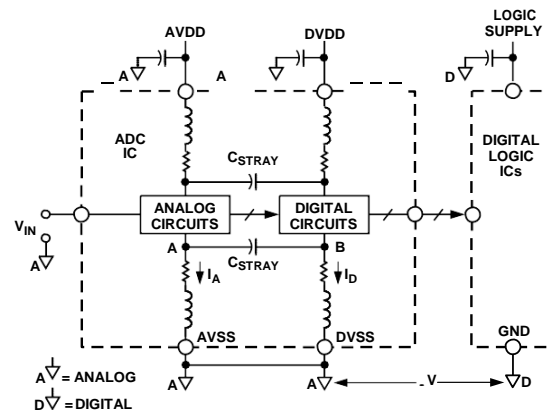 AVDD
DVDD
LOGIC
SUPPLY
A
A
A
D
ADC
IC
DIGITAL
LOGIC
ICs
CSTRAY
VIN
ANALOG
CIRCUITS
DIGITAL
CIRCUITS
A
A
B
CSTRAY
IA
ID
AVSS
DVSS
GND
A
A
- V
D
A = ANALOG
D = DIGITAL